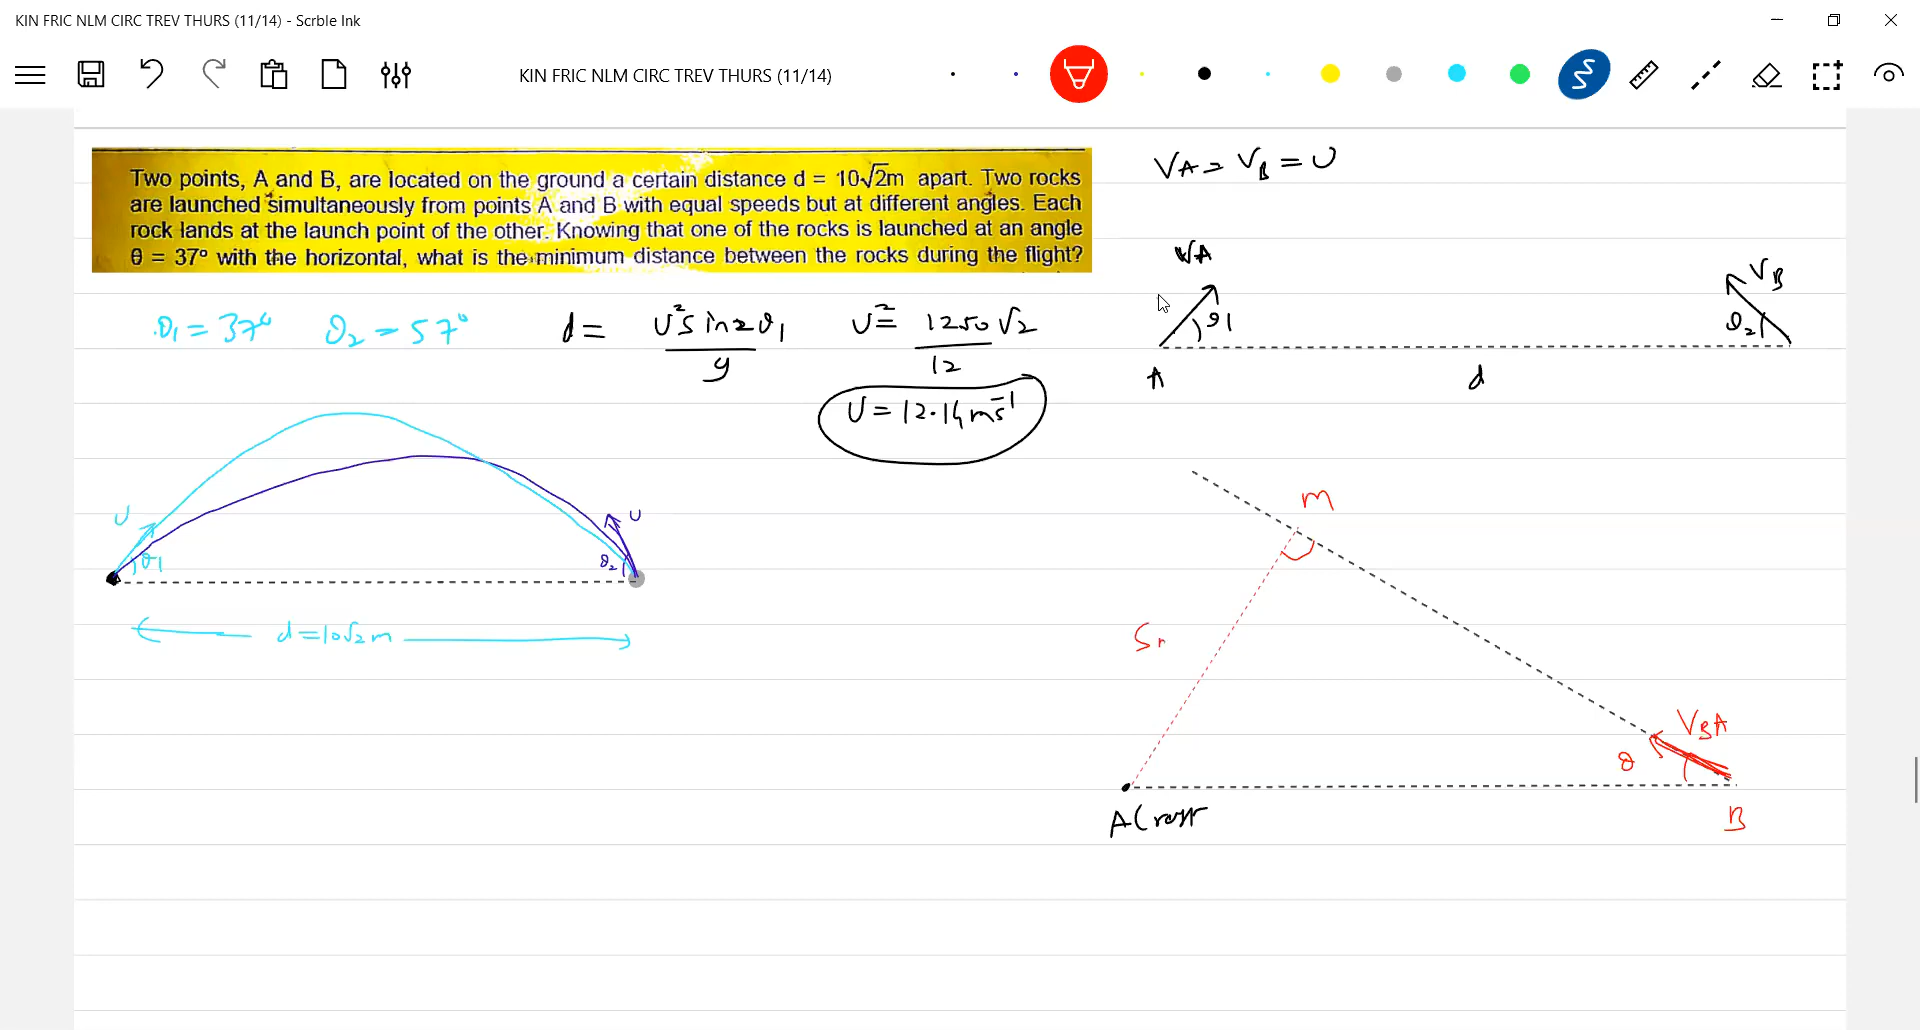 KIN FRIC NLM CIRC TREV THURS (11/14) - Scrble Ink
KIN FRIC NLM CIRC TREV THURS (11/14)
Two points, A and B, are located on the ground a certain distance d = 10√2m apart. Two rocks
are launched simultaneously from points A and B with equal speeds but at different angles. Each
rock lands at the launch point of the other. Knowing that one of the rocks is launched at an angle
θ = 37° with the horizontal, what is the minimum distance between the rocks during the flight?
VA = VB = U
VA
VB
θ1
θ2
A
d
θ1 = 37° θ2 = 57°
d = U² sin2θ1 / g
U² = 1250√2 / 12
U = 12.14 ms⁻¹
U
θ1
θ2
U
d=10√2 m
m
VBA
θ
B